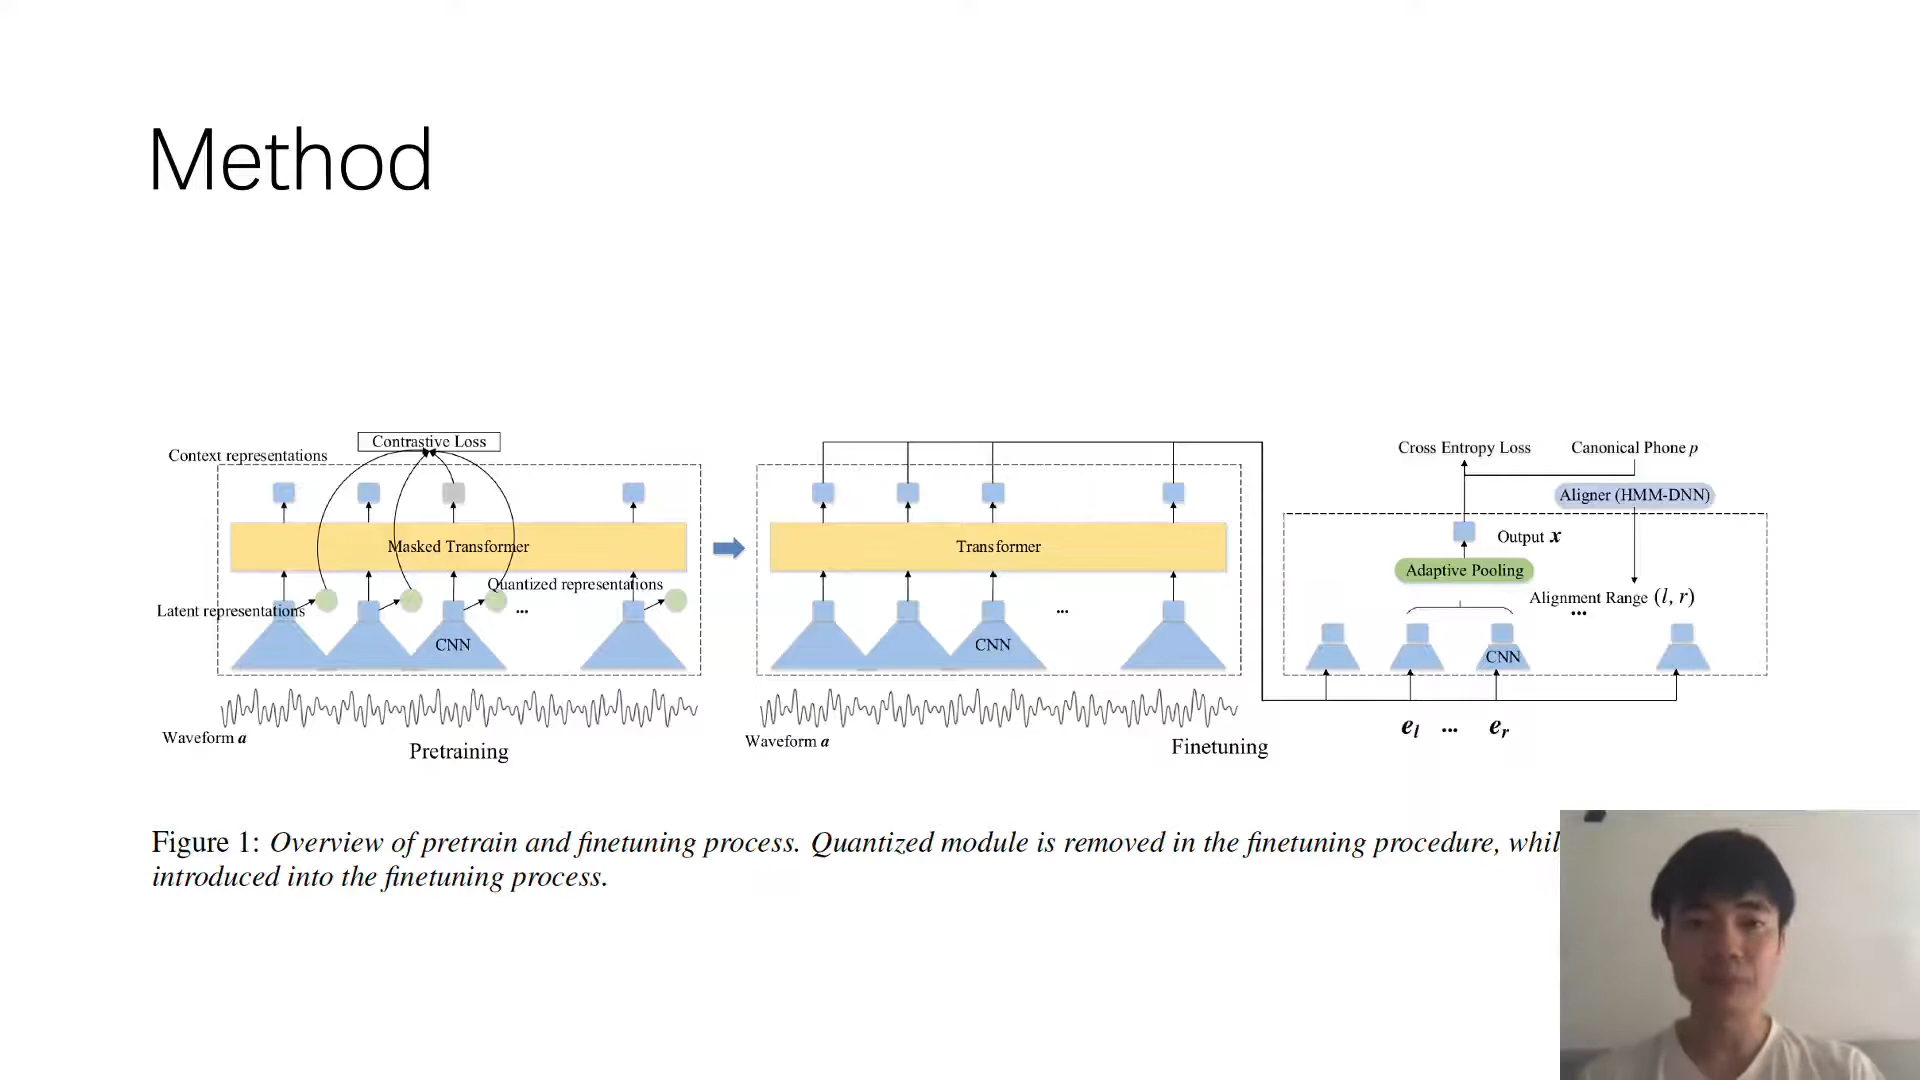 Method
Contrastive Loss
Context representations
Masked Transformer
Quantized representations
Latent representations
...
CNN
Waveform a
Pretraining
Transformer
...
CNN
Waveform a
Finetuning
Cross Entropy Loss
Canonical Phone p
Aligner (HMM-DNN)
Output x
Adaptive Pooling
Alignment Range (l, r)
...
CNN
e_l ... e_r
Figure 1: Overview of pretrain and finetuning process. Quantized module is removed in the finetuning procedure,
introduced into the finetuning process.